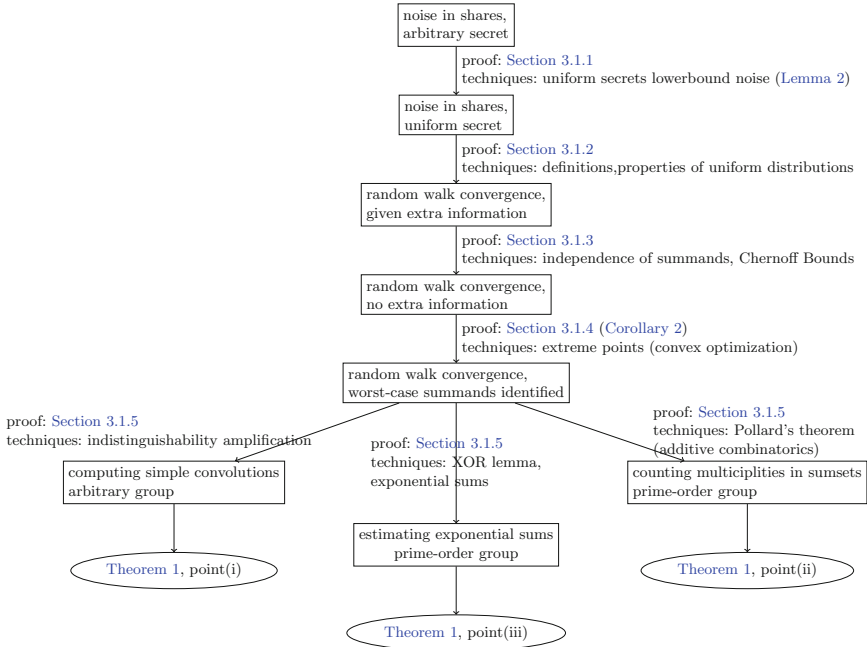 noise in shares,
arbitrary secret
proof: Section 3.1.1
techniques: uniform secrets lowerbound noise (Lemma 2)
noise in shares,
uniform secret
proof: Section 3.1.2
techniques: definitions,properties of uniform distributions
random walk convergence,
given extra information
proof: Section 3.1.3
techniques: independence of summands, Chernoff Bounds
random walk convergence,
no extra information
proof: Section 3.1.4 (Corollary 2)
techniques: extreme points (convex optimization)
random walk convergence,
worst-case summands identified
proof: Section 3.1.5
techniques: indistinguishability amplification
proof: Section 3.1.5
techniques: XOR lemma,
exponential sums
proof: Section 3.1.5
techniques: Pollard's theorem
(additive combinatorics)
computing simple convolutions
arbitrary group
counting multiciplities in sumsets
prime-order group
estimating exponential sums
prime-order group
Theorem 1, point(i)
Theorem 1, point(ii)
Theorem 1, point(iii)